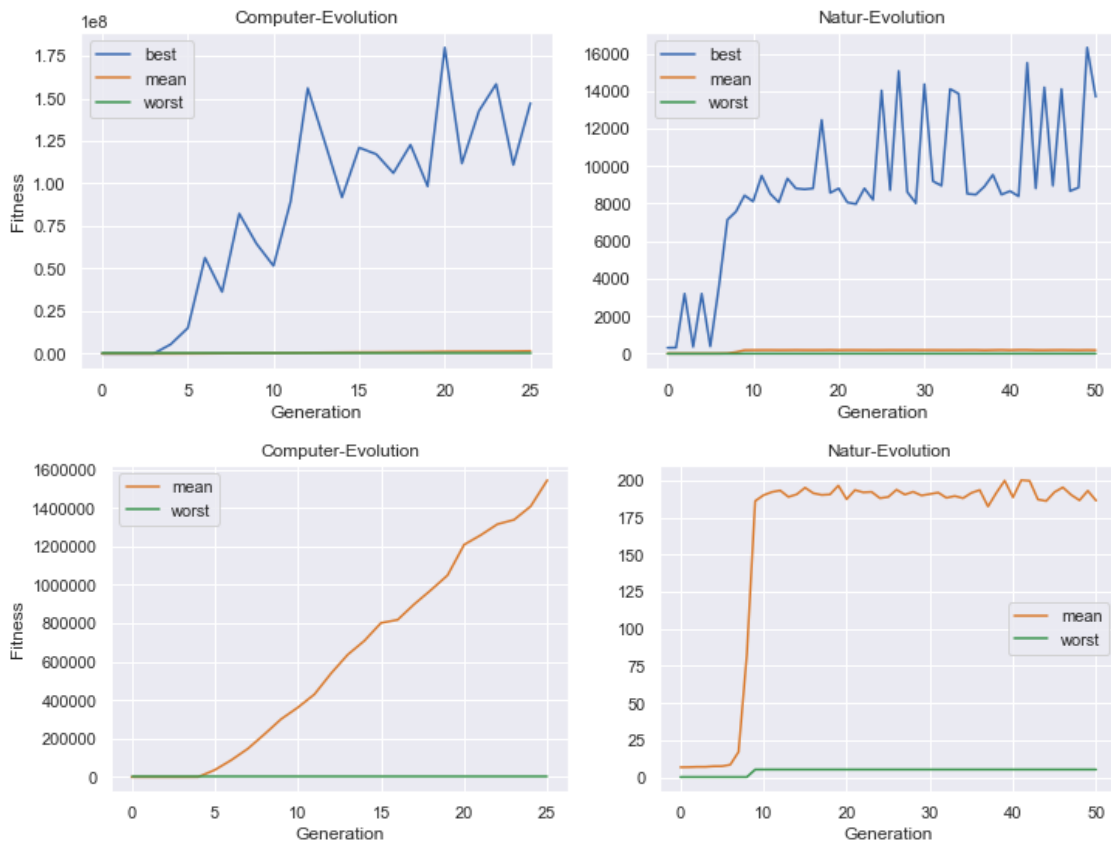 Computer-Evolution
1e8
best
mean
worst
1.75
1.50
1.25
1.00
0.75
0.50
0.25
0.00
Fitness
0 5 10 15 20 25
Generation
Natur-Evolution
best
mean
worst
16000
14000
12000
10000
8000
6000
4000
2000
0
0 10 20 30 40 50
Generation
Computer-Evolution
mean
worst
1600000
1400000
1200000
1000000
800000
600000
400000
200000
0
Fitness
0 5 10 15 20 25
Generation
Natur-Evolution
200
175
150
125
100
75
50
25
0
mean
worst
0 10 20 30 40 50
Generation